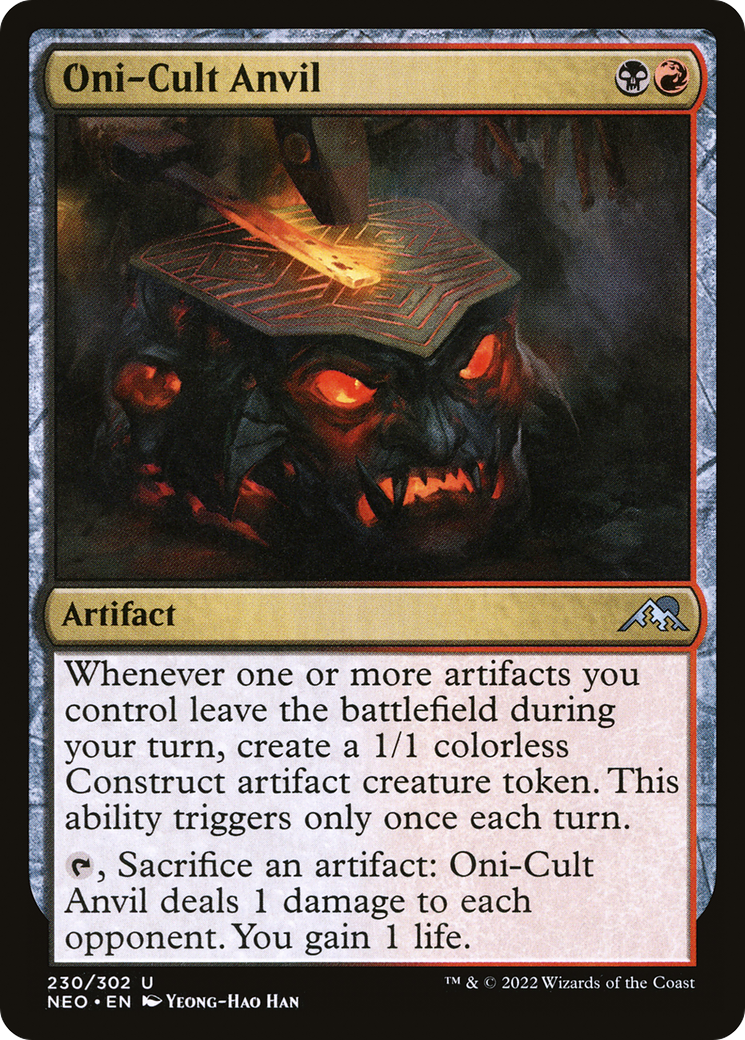 Oni-Cult Anvil
Artifact
Whenever one or more artifacts you
control leave the battlefield during
your turn, create a 1/1 colorless
Construct artifact creature token. This
ability triggers only once each turn.
, Sacrifice an artifact: Oni-Cult
Anvil deals 1 damage to each
opponent. You gain 1 life.
230/302 U
NEO • EN Yeong-Hao Han
™ & © 2022 Wizards of the Coast